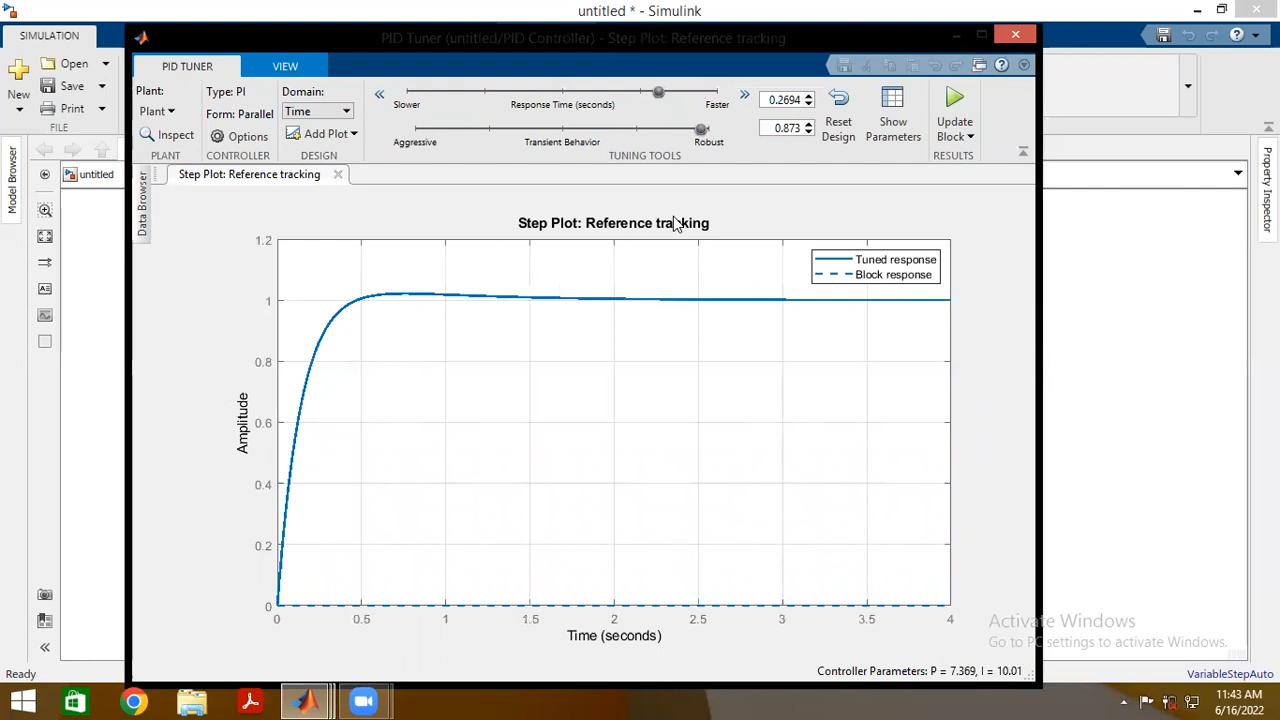 untitled * - Simulink
SIMULATION
New
Open
Save
Print
FILE
PID Tuner (untitled/PID Controller) - Step Plot: Reference tracking
PID TUNER
VIEW
Plant:
Plant
Inspect
PLANT
Type: PI
Form: Parallel
Options
CONTROLLER
Domain:
Time
Add Plot
DESIGN
Slower
Response Time (seconds)
Faster
Aggressive
Transient Behavior
Robust
TUNING TOOLS
0.2694
0.873
Reset
Design
Show
Parameters
Update
Block
RESULTS
Model Browser
untitled
Data Browser
Step Plot: Reference tracking
Property Inspector
Step Plot: Reference tracking
Tuned response
Block response
Amplitude
1.2
1
0.8
0.6
0.4
0.2
0
0
0.5
1
1.5
2
2.5
3
3.5
4
Time (seconds)
Activate Windows
Go to PC settings to activate Windows.
Controller Parameters: P = 7.369, I = 10.01
Ready
VariableStepAuto
11:43 AM
6/16/2022